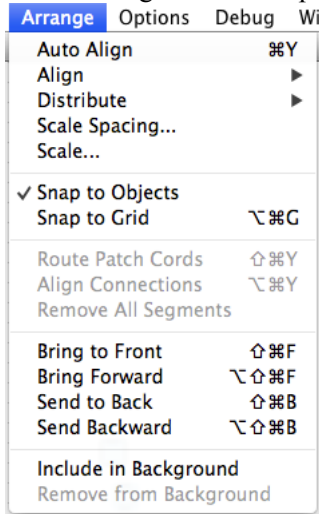 Arrange Options Debug Wi
Auto Align ⌘Y
Align ▶
Distribute ▶
Scale Spacing...
Scale...
✓ Snap to Objects
Snap to Grid ⌥⌘G
Route Patch Cords ⇧⌘Y
Align Connections ⌥⌘Y
Remove All Segments
Bring to Front ⇧⌘F
Bring Forward ⌥⇧⌘F
Send to Back ⇧⌘B
Send Backward ⌥⇧⌘B
Include in Background
Remove from Background